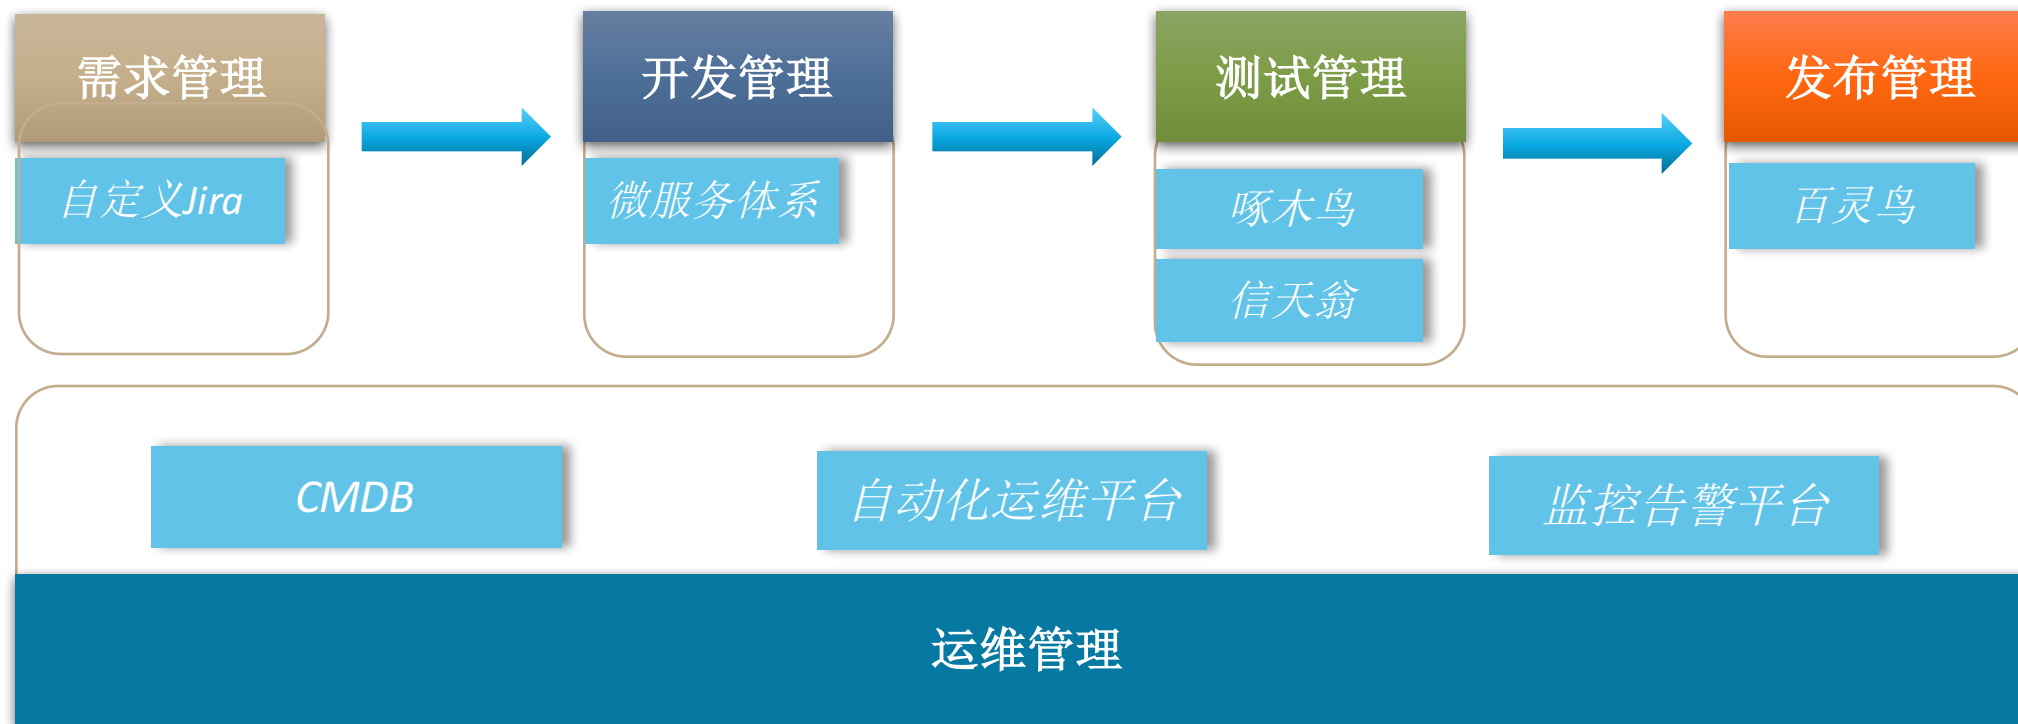 需求管理
开发管理
测试管理
发布管理
自定义Jira
微服务体系
啄木鸟
百灵鸟
信天翁
CMDB
自动化运维平台
监控告警平台
运维管理